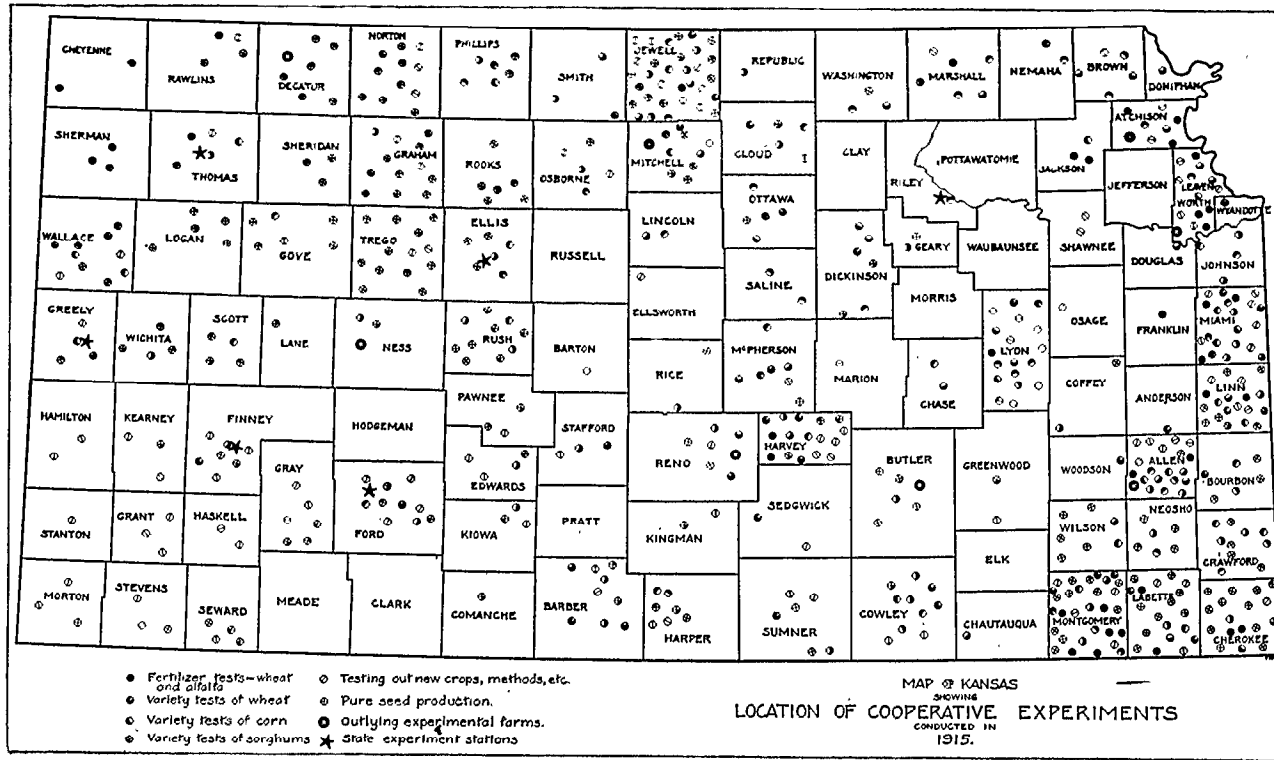 CHEYENNE
RAWLINS
DECATUR
NORTON
PHILLIPS
SMITH
JEWELL
REPUBLIC
WASHINGTON
MARSHALL
NEMAHA
BROWN
DONIPHAN
SHERMAN
THOMAS
SHERIDAN
GRAHAM
ROOKS
OSBORNE
MITCHELL
CLOUD
CLAY
RILEY
POTTAWATOMIE
JACKSON
ATCHISON
JEFFERSON
LEAVEN
WORTH
WYANDOTTE
WALLACE
LOGAN
GOVE
TREGO
ELLIS
RUSSELL
LINCOLN
OTTAWA
SALINE
DICKINSON
GEARY
WAUBAUNSEE
SHAWNEE
DOUGLAS
JOHNSON
GREELY
WICHITA
SCOTT
LANE
NESS
RUSH
BARTON
ELLSWORTH
RICE
McPHERSON
MARION
MORRIS
CHASE
LYON
OSAGE
FRANKLIN
MIAMI
COFFEY
ANDERSON
LINN
HAMILTON
KEARNEY
FINNEY
HODGEMAN
PAWNEE
STAFFORD
RENO
HARVEY
BUTLER
GREENWOOD
WOODSON
ALLEN
BOURBON
GRAY
FORD
EDWARDS
SEDGWICK
STANTON
GRANT
HASKELL
KIOWA
PRATT
KINGMAN
ELK
WILSON
NEOSHO
CRAWFORD
MORTON
STEVENS
SEWARD
MEADE
CLARK
COMANCHE
BARBER
HARPER
SUMNER
COWLEY
CHAUTAUQUA
MONTGOMERY
LABETTE
CHEROKEE
Fertilizer tests—wheat
and alfalfa
Variety tests of wheat
Variety tests of corn
Variety tests of sorghums
Testing out new crops, methods, etc.
Pure seed production.
Outlying experimental farms.
State experiment stations
MAP OF KANSAS
SHOWING
LOCATION OF COOPERATIVE EXPERIMENTS
CONDUCTED IN
1915.